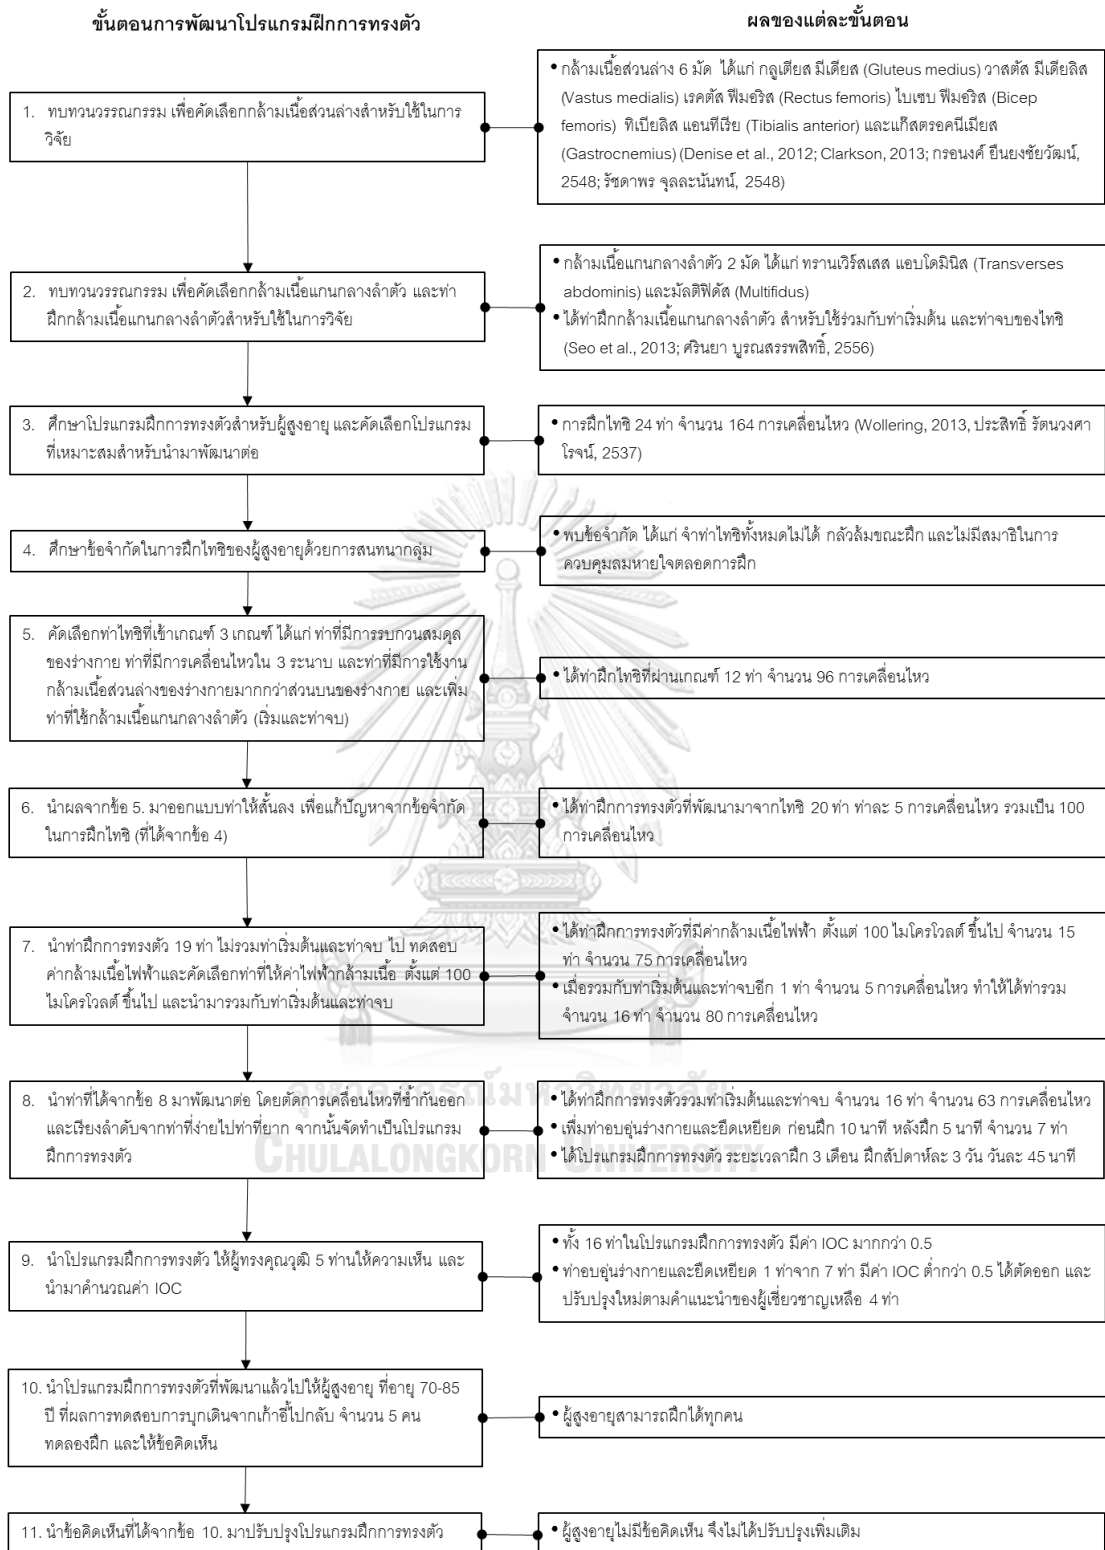 ขั้นตอนการพัฒนาโปรแกรมฝึกการทรงตัว
ผลของแต่ละขั้นตอน
1. ทบทวนวรรณกรรม เพื่อคัดเลือกกล้ามเนื้อส่วนล่างสำหรับใช้ในการ
วิจัย
• กล้ามเนื้อส่วนล่าง 6 มัด ได้แก่ กลูเตียส มีเดียส (Gluteus medius) วาสตัส มีเดียลิส
(Vastus medialis) เรคตัส ฟีมอริส (Rectus femoris) ไบเซบ ฟีมอริส (Bicep
femoris) ทิเบียลิส แอนทีเรีย (Tibialis anterior) และแก๊สตรอคนีเมียส
(Gastrocnemius) (Denise et al., 2012; Clarkson, 2013; กรอนงค์ ยืนยงชัยวัฒน์,
2548; รัชดาพร จุลละนันทน์, 2548)
2. ทบทวนวรรณกรรม เพื่อคัดเลือกกล้ามเนื้อแกนกลางลำตัว และท่า
ฝึกกล้ามเนื้อแกนกลางลำตัวสำหรับใช้ในการวิจัย
• กล้ามเนื้อแกนกลางลำตัว 2 มัด ได้แก่ ทรานเวิร์สเสส แอบโดมินิส (Transverses
abdominis) และมัลติฟิดัส (Multifidus)
• ได้ท่าฝึกกล้ามเนื้อแกนกลางลำตัว สำหรับใช้ร่วมกับท่าเริ่มต้น และท่าจบของไทชิ
(Seo et al., 2013; ศรินยา บูรณสรรพสิทธิ์, 2556)
3. ศึกษาโปรแกรมฝึกการทรงตัวสำหรับผู้สูงอายุ และคัดเลือกโปรแกรม
ที่เหมาะสมสำหรับนำมาพัฒนาต่อ
• การฝึกไทชิ 24 ท่า จำนวน 164 การเคลื่อนไหว (Wollering, 2013, ประสิทธิ์ รัตนวงศา
โรจน์, 2537)
4. ศึกษาข้อจำกัดในการฝึกไทชิของผู้สูงอายุด้วยการสนทนากลุ่ม
• พบข้อจำกัด ได้แก่ จำท่าไทชิทั้งหมดไม่ได้ กลัวล้มขณะฝึก และไม่มีสมาธิในการ
ควบคุมลมหายใจตลอดการฝึก
5. คัดเลือกท่าไทชิที่เข้าเกณฑ์ 3 เกณฑ์ ได้แก่ ท่าที่มีการรบกวนสมดุล
ของร่างกาย ท่าที่มีการเคลื่อนไหวใน 3 ระนาบ และท่าที่มีการใช้งาน
กล้ามเนื้อส่วนล่างของร่างกายมากกว่าส่วนบนของร่างกาย และเพิ่ม
ท่าที่ใช้กล้ามเนื้อแกนกลางลำตัว (เริ่มและท่าจบ)
• ได้ท่าฝึกไทชิที่ผ่านเกณฑ์ 12 ท่า จำนวน 96 การเคลื่อนไหว
6. นำผลจากข้อ 5. มาออกแบบท่าให้สั้นลง เพื่อแก้ปัญหาจากข้อจำกัด
ในการฝึกไทชิ (ที่ได้จากข้อ 4)
• ได้ท่าฝึกการทรงตัวที่พัฒนามาจากไทชิ 20 ท่า ท่าละ 5 การเคลื่อนไหว รวมเป็น 100
การเคลื่อนไหว
7. นำท่าฝึกการทรงตัว 19 ท่า ไม่รวมท่าเริ่มต้นและท่าจบ ไป ทดสอบ
ค่ากล้ามเนื้อไฟฟ้าและคัดเลือกท่าที่ให้ค่าไฟฟ้ากล้ามเนื้อ ตั้งแต่ 100
ไมโครโวลต์ ขึ้นไป และนำมารวมกับท่าเริ่มต้นและท่าจบ
• ได้ท่าฝึกการทรงตัวที่มีค่ากล้ามเนื้อไฟฟ้า ตั้งแต่ 100 ไมโครโวลต์ ขึ้นไป จำนวน 15
ท่า จำนวน 75 การเคลื่อนไหว
• เมื่อรวมกับท่าเริ่มต้นและท่าจบอีก 1 ท่า จำนวน 5 การเคลื่อนไหว ทำให้ได้ท่ารวม
จำนวน 16 ท่า จำนวน 80 การเคลื่อนไหว
จุฬาลงกรณ์มหาวิทยาลัย
CHULALONGKORN UNIVERSITY
8. นำท่าที่ได้จากข้อ 8 มาพัฒนาต่อ โดยตัดการเคลื่อนไหวที่ซ้ำกันออก
และเรียงลำดับจากท่าที่ง่ายไปท่าที่ยาก จากนั้นจัดทำเป็นโปรแกรม
ฝึกการทรงตัว
• ได้ท่าฝึกการทรงตัวรวมท่าเริ่มต้นและท่าจบ จำนวน 16 ท่า จำนวน 63 การเคลื่อนไหว
• เพิ่มท่าอบอุ่นร่างกายและยืดเหยียด ก่อนฝึก 10 นาที หลังฝึก 5 นาที จำนวน 7 ท่า
• ได้โปรแกรมฝึกการทรงตัว ระยะเวลาฝึก 3 เดือน ฝึกสัปดาห์ละ 3 วัน วันละ 45 นาที
9. นำโปรแกรมฝึกการทรงตัว ให้ผู้ทรงคุณวุฒิ 5 ท่านให้ความเห็น และ
นำมาคำนวณค่า IOC
• ทั้ง 16 ท่าในโปรแกรมฝึกการทรงตัว มีค่า IOC มากกว่า 0.5
• ท่าอบอุ่นร่างกายและยืดเหยียด 1 ท่าจาก 7 ท่า มีค่า IOC ต่ำกว่า 0.5 ได้ตัดออก และ
ปรับปรุงใหม่ตามคำแนะนำของผู้เชี่ยวชาญเหลือ 4 ท่า
10. นำโปรแกรมฝึกการทรงตัวที่พัฒนาแล้วไปให้ผู้สูงอายุ ที่อายุ 70-85
ปี ที่ผลการทดสอบการบุกเดินจากเก้าอี้ไปกลับ จำนวน 5 คน
ทดลองฝึก และให้ข้อคิดเห็น
• ผู้สูงอายุสามารถฝึกได้ทุกคน
11. นำข้อคิดเห็นที่ได้จากข้อ 10. มาปรับปรุงโปรแกรมฝึกการทรงตัว
• ผู้สูงอายุไม่มีข้อคิดเห็น จึงไม่ได้ปรับปรุงเพิ่มเติม